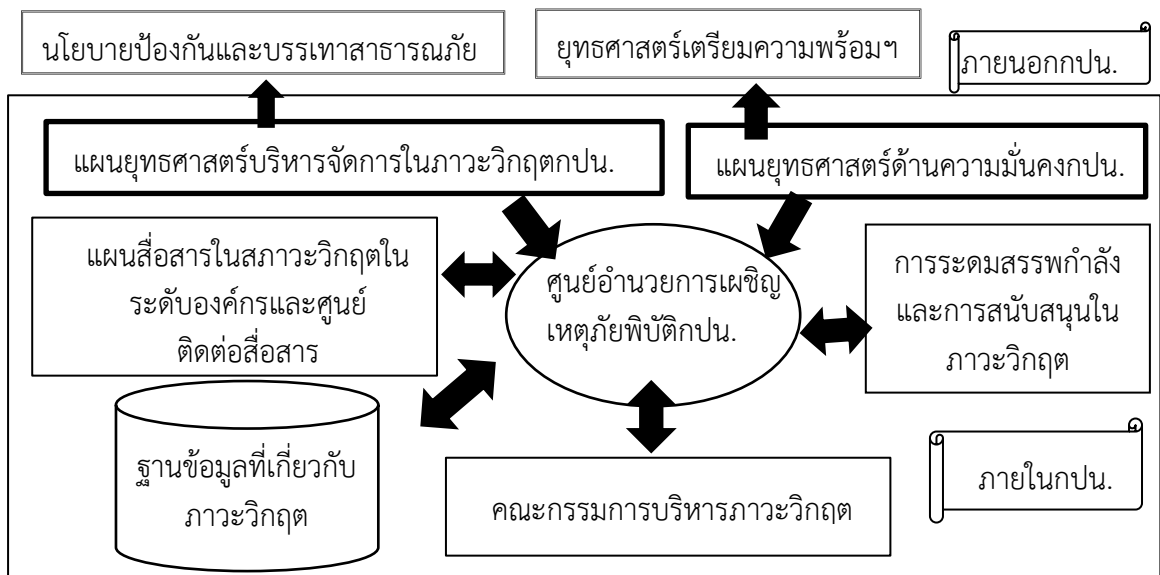 นโยบายป้องกันและบรรเทาสาธารณภัย
ยุทธศาสตร์เตรียมความพร้อมฯ
ภายนอกกปน.
แผนยุทธศาสตร์บริหารจัดการในภาวะวิกฤตกปน.
แผนยุทธศาสตร์ด้านความมั่นคงกปน.
แผนสื่อสารในสภาวะวิกฤตใน
ระดับองค์กรและศูนย์
ติดต่อสื่อสาร
ศูนย์อำนวยการเผชิญ
เหตุภัยพิบัติกปน.
การระดมสรรพกำลัง
และการสนับสนุนใน
ภาวะวิกฤต
ฐานข้อมูลที่เกี่ยวกับ
ภาวะวิกฤต
คณะกรรมการบริหารภาวะวิกฤต
ภายในกปน.